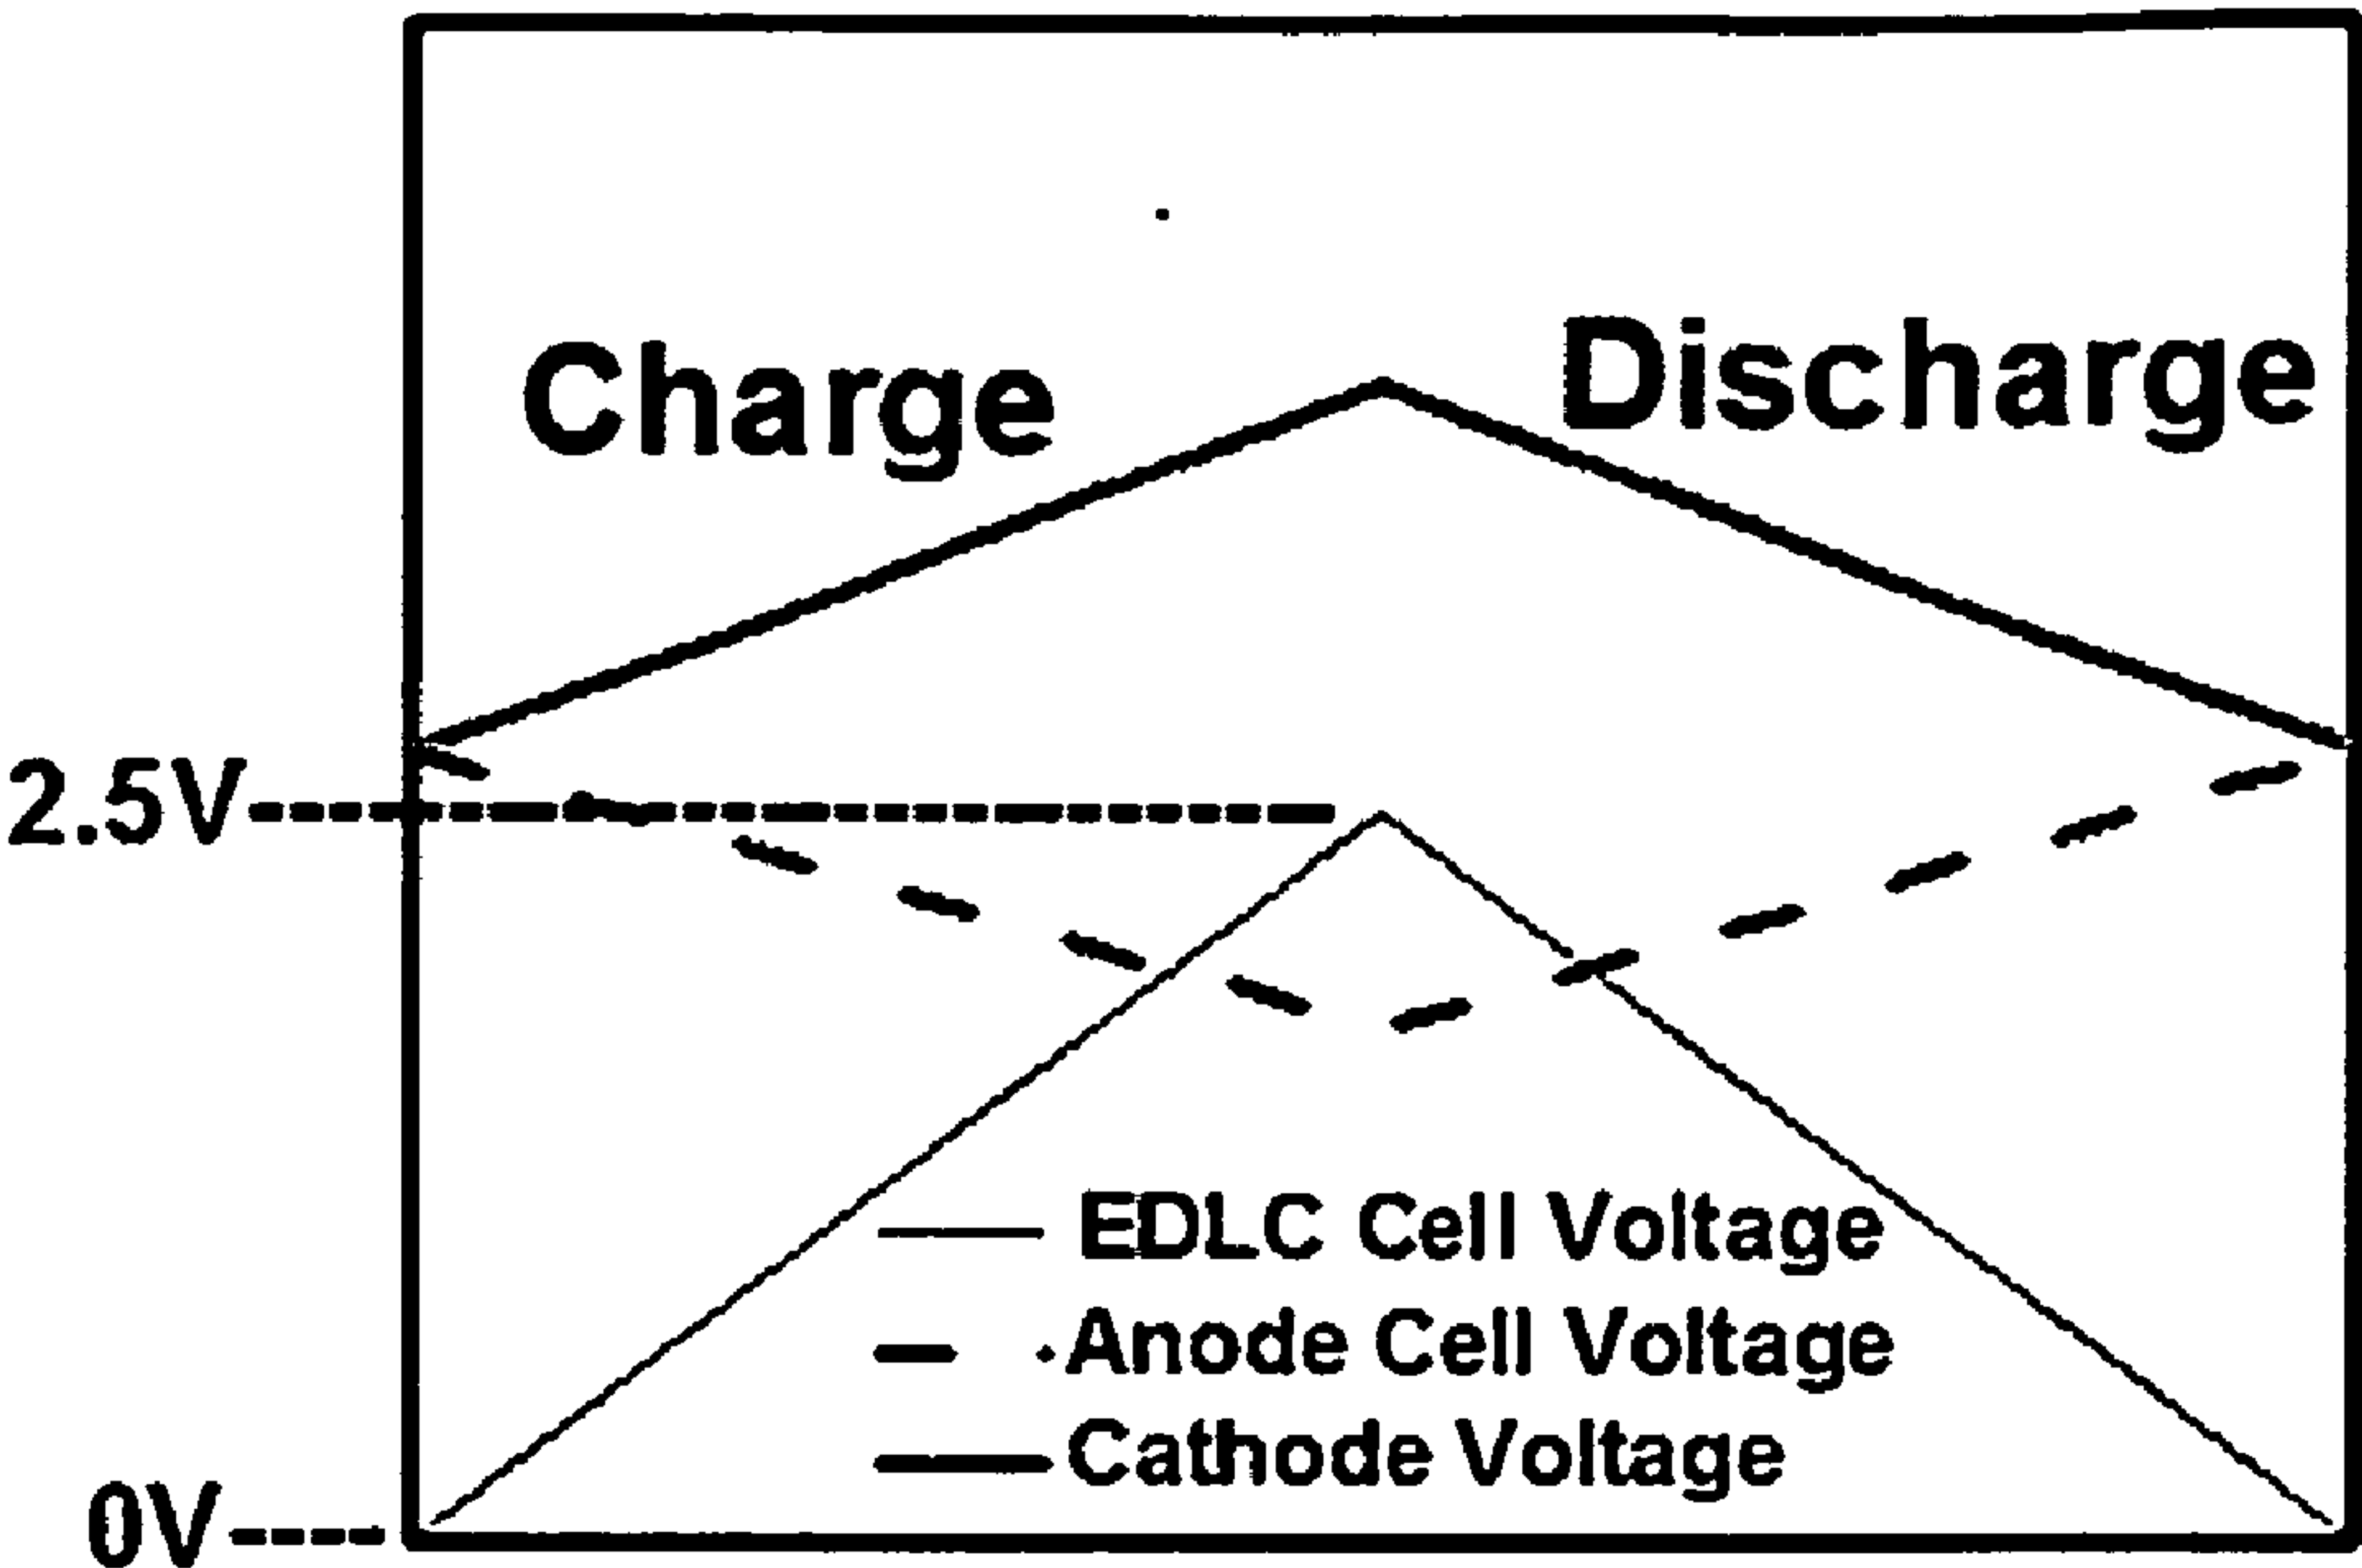 Charge
Discharge
2.5V
EDLC Cell Voltage
Anode Cell Voltage
Cathode Voltage
0V